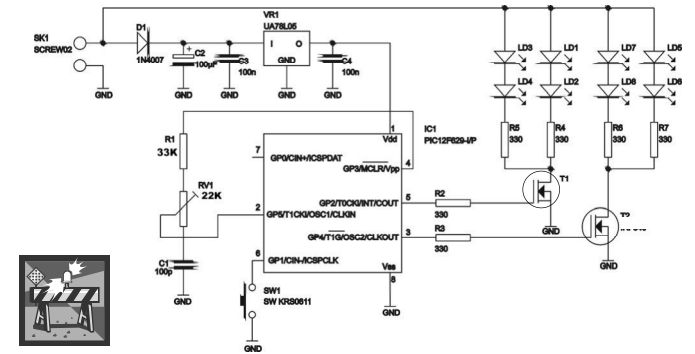 SK1
SCREW02
D1
1N4007
C2
100µF
C3
100n
VR1
UA78L05
I
O
GND
C4
100n
LD3
LD1
LD7
LD5
LD4
LD2
LD8
LD6
GND
GND
GND
GND
GND
R5
330
R4
330
R6
330
R7
330
R1
33K
1
Vdd
IC1
PIC12F629-I/P
7
GP0/CIN+/ICSPDAT
GP3/MCLR/Vpp
4
RV1
22K
T1
GP2/T0CKI/INT/COUT
5
R2
330
2
GP5/T1CKI/OSC1/CLKIN
GP4/T1G/OSC2/CLKOUT
3
R3
330
GND
6
GP1/CIN-/ICSPCLK
C1
100p
Vss
8
GND
GND
SW1
SW KRS0611
GND
GND